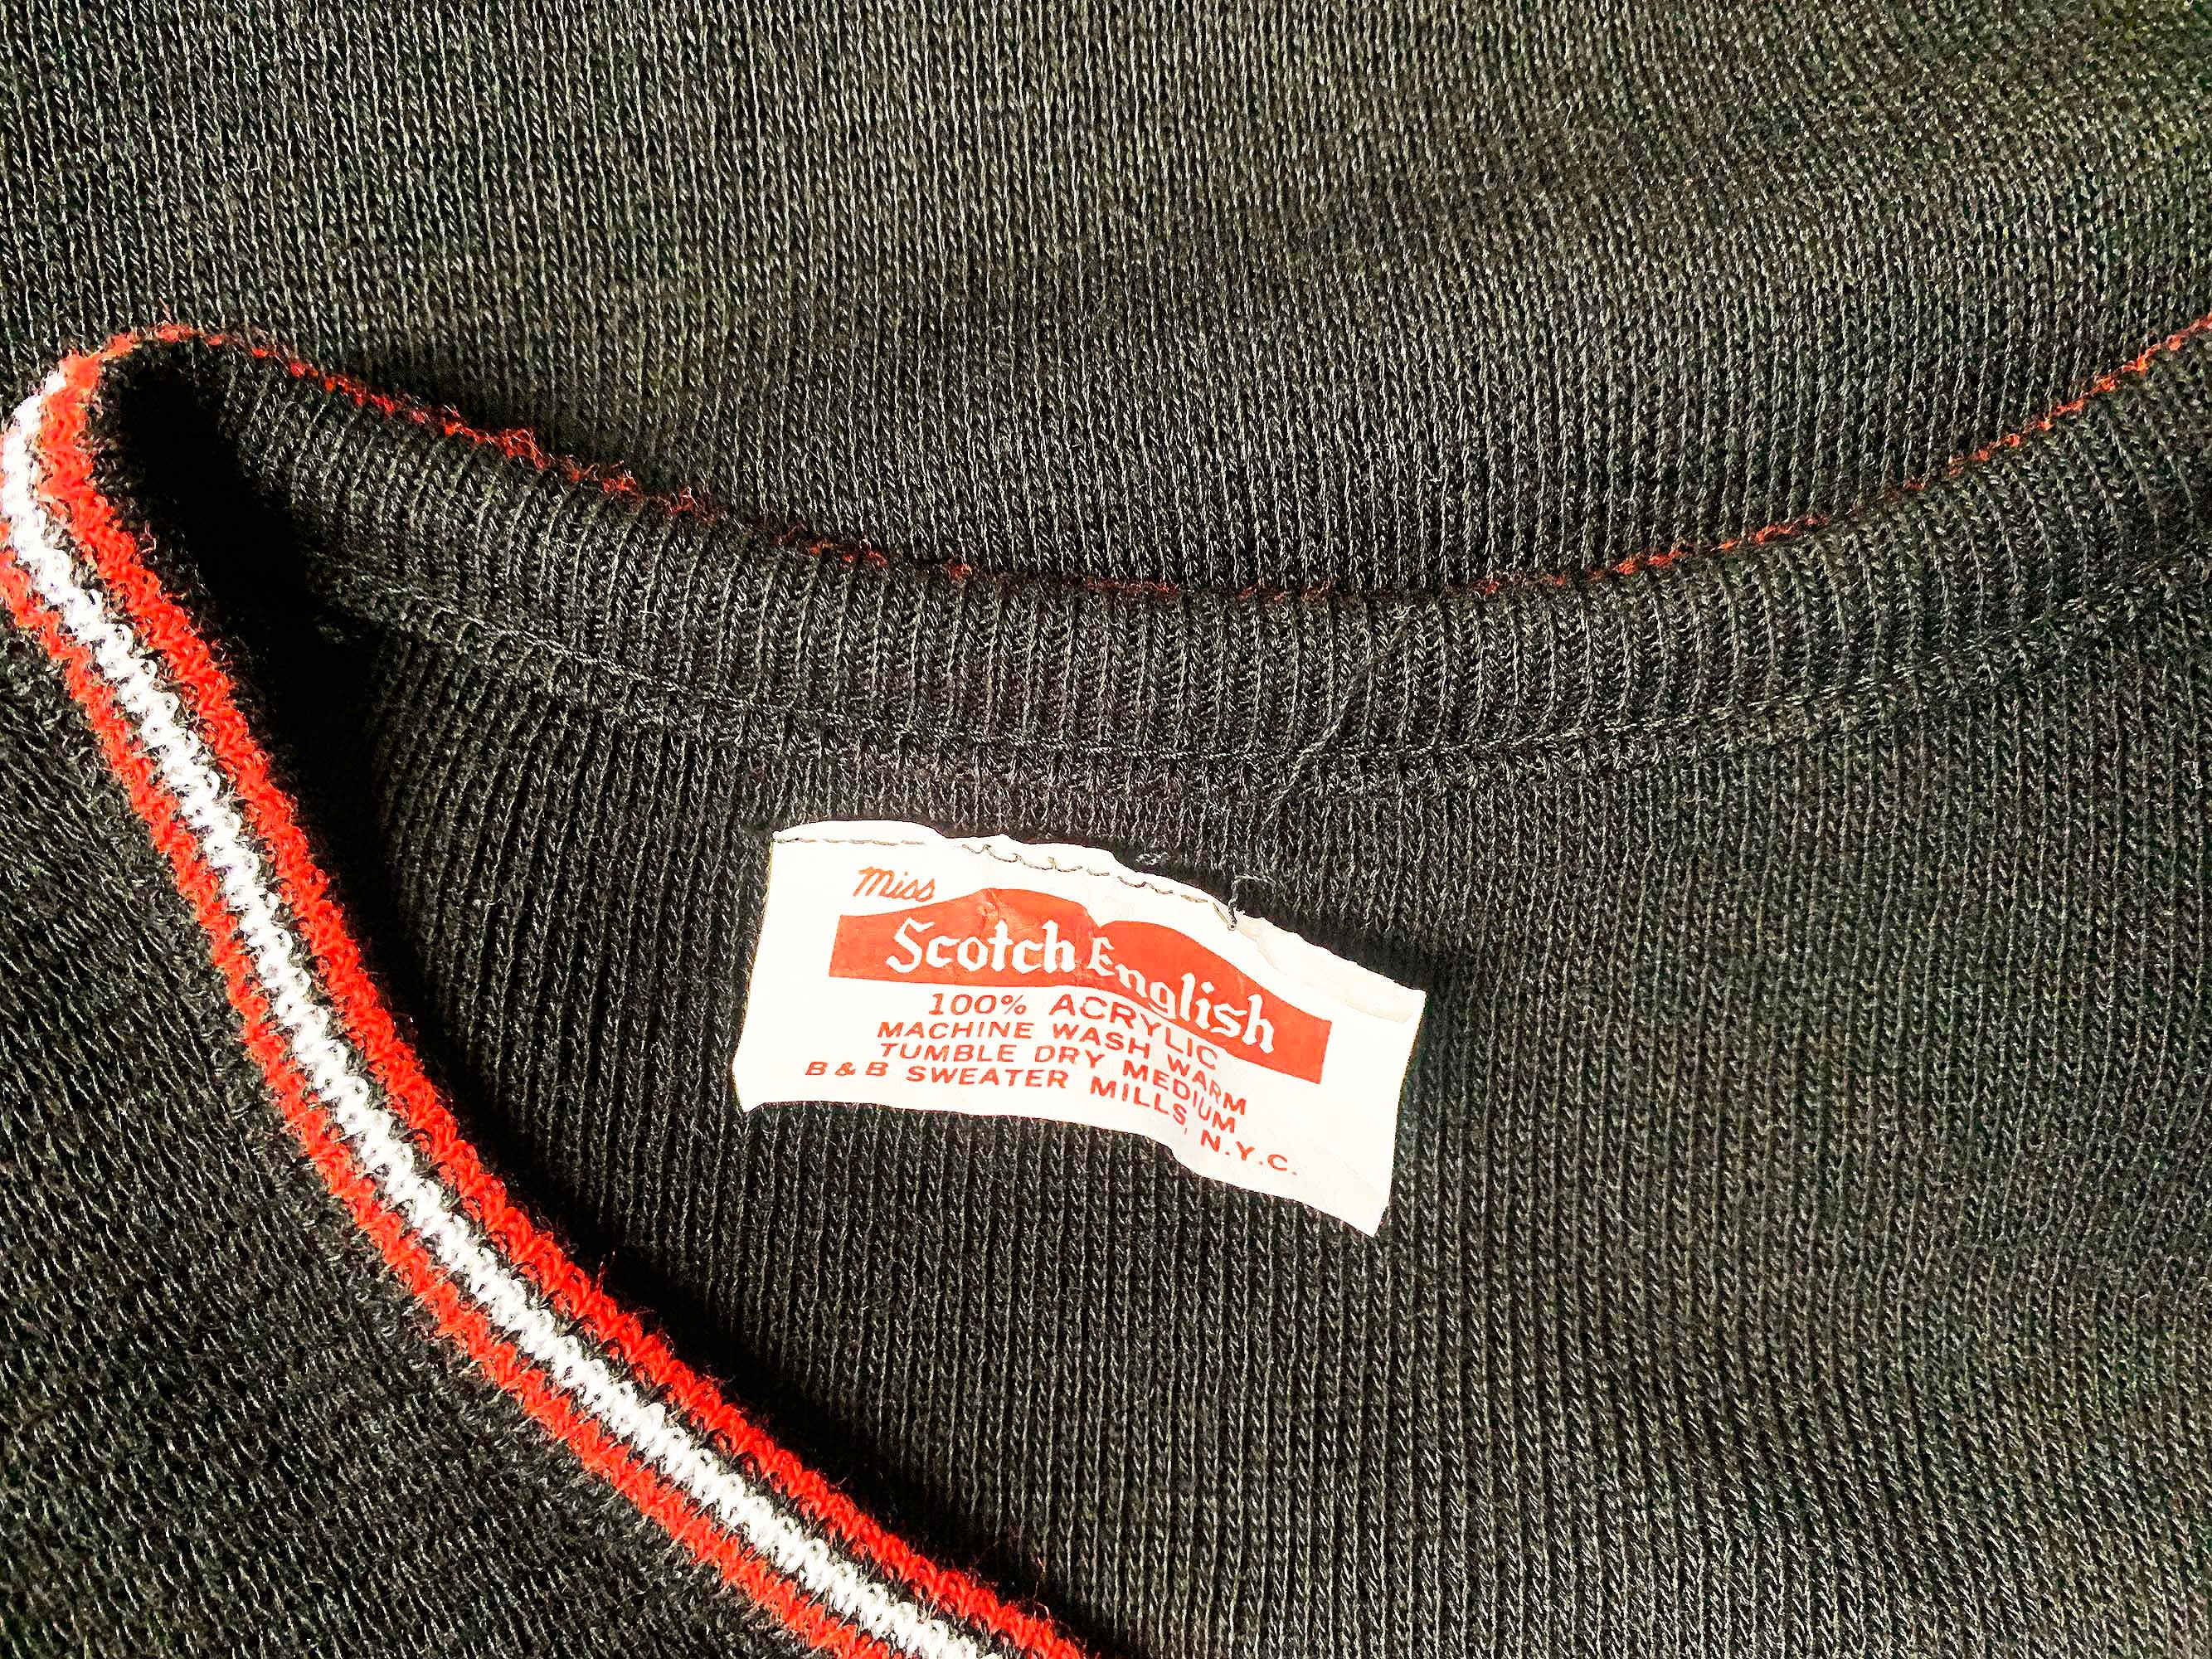 Miss
Scotch English
100% ACRYLIC
MACHINE WASH WARM
TUMBLE DRY MEDIUM
B & B SWEATER MILLS, N.Y.C.